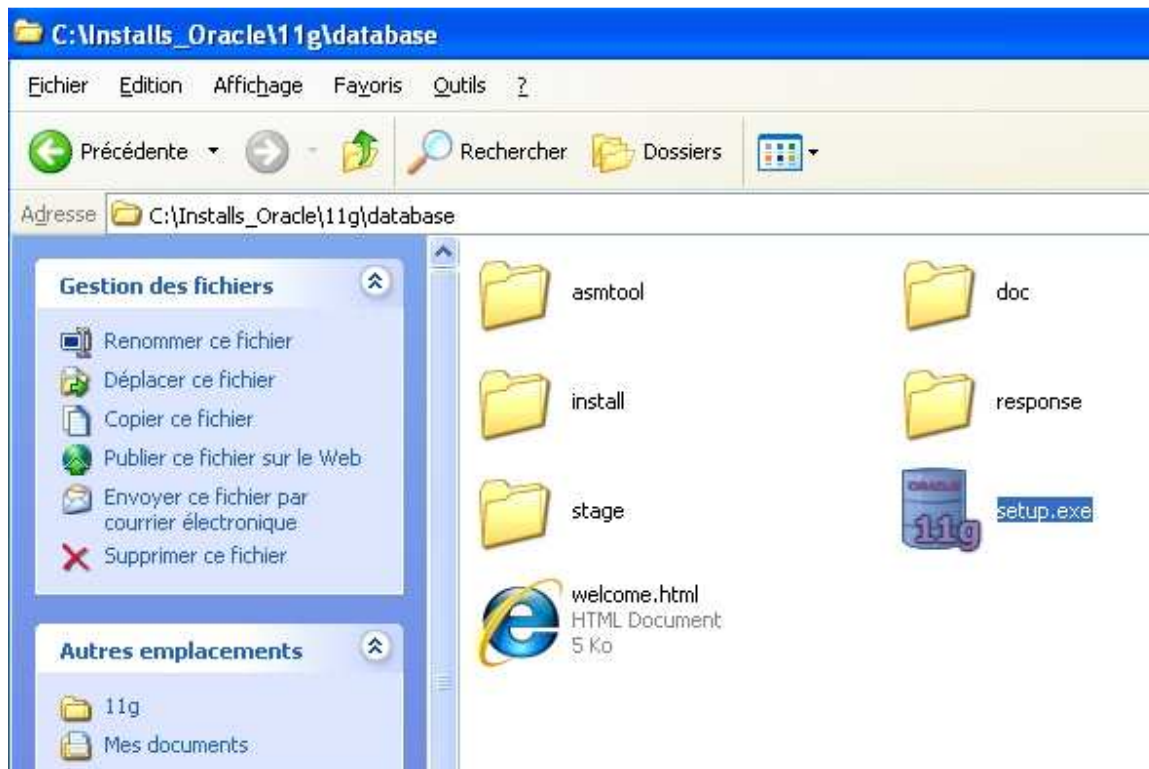 C:\Installs_Oracle\11g\database
Fichier Edition Affichage Favoris Outils ?
Précédente Rechercher Dossiers
Adresse C:\Installs_Oracle\11g\database
Gestion des fichiers
Renommer ce fichier
Déplacer ce fichier
Copier ce fichier
Publier ce fichier sur le Web
Envoyer ce fichier par
courrier électronique
Supprimer ce fichier
Autres emplacements
11g
Mes documents
asmtool
doc
install
response
stage
ORACLE
11g
setup.exe
welcome.html
HTML Document
5 Ko